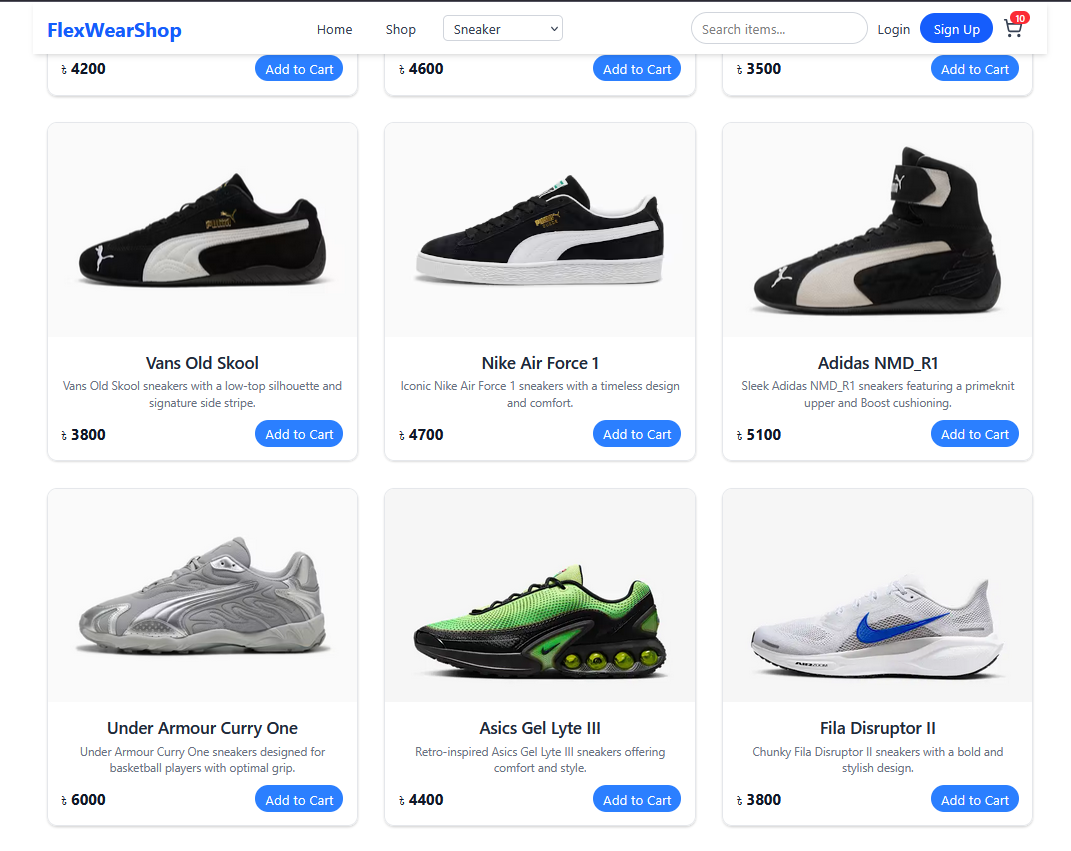 FlexWearShop
Home
Shop
Sneaker
Search items...
Login
Sign Up
10
৳ 4200
Add to Cart
৳ 4600
Add to Cart
৳ 3500
Add to Cart
Vans Old Skool
Vans Old Skool sneakers with a low-top silhouette and
signature side stripe.
৳ 3800
Add to Cart
Nike Air Force 1
Iconic Nike Air Force 1 sneakers with a timeless design
and comfort.
৳ 4700
Add to Cart
Adidas NMD_R1
Sleek Adidas NMD_R1 sneakers featuring a primeknit
upper and Boost cushioning.
৳ 5100
Add to Cart
Under Armour Curry One
Under Armour Curry One sneakers designed for
basketball players with optimal grip.
৳ 6000
Add to Cart
Asics Gel Lyte III
Retro-inspired Asics Gel Lyte III sneakers offering
comfort and style.
৳ 4400
Add to Cart
Fila Disruptor II
Chunky Fila Disruptor II sneakers with a bold and
stylish design.
৳ 3800
Add to Cart